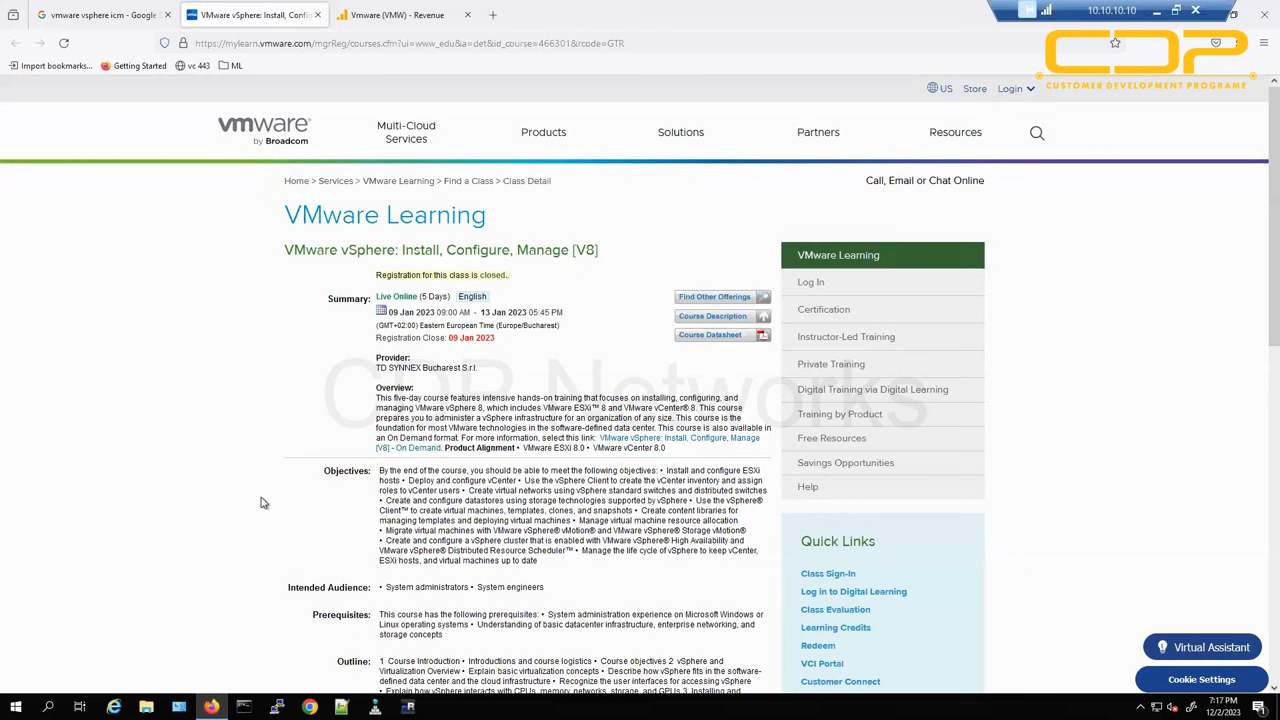 vmware vsphere icm - Google
VMware vSphere: Install, Config
Vmware (VMW) - Revenue
10.10.10.10
https://mylearn.vmware.com/mgrReg/courses.cfm?ui=www_edu&a=det&id_course=466381&rcode=GTR
Import bookmarks...
Getting Started
vc 443
ML
CDP
CUSTOMER DEVELOPMENT PROGRAME
US
Store
Login
vmware
by Broadcom
Multi-Cloud
Services
Products
Solutions
Partners
Resources
Home > Services > VMware Learning > Find a Class > Class Detail
Call, Email or Chat Online
VMware Learning
VMware vSphere: Install, Configure, Manage [V8]
Registration for this class is closed..
Summary:
Live Online (5 Days) English
09 Jan 2023 09:00 AM - 13 Jan 2023 05:45 PM
(GMT+02:00) Eastern European Time (Europe/Bucharest)
Registration Close: 09 Jan 2023
Find Other Offerings
Course Description
Course Datasheet
Provider:
TD SYNNEX Bucharest S.r.l.
Overview:
This five-day course features intensive hands-on training that focuses on installing, configuring, and
managing VMware vSphere 8, which includes VMware ESXi™ 8 and VMware vCenter® 8. This course
prepares you to administer a vSphere infrastructure for an organization of any size. This course is the
foundation for most VMware technologies in the software-defined data center. This course is also available in
an On Demand format. For more information, select this link: VMware vSphere: Install, Configure, Manage
[V8] - On Demand. Product Alignment • VMware ESXi 8.0 • VMware vCenter 8.0
Objectives:
By the end of the course, you should be able to meet the following objectives: • Install and configure ESXi
hosts • Deploy and configure vCenter • Use the vSphere Client to create the vCenter inventory and assign
roles to vCenter users • Create virtual networks using vSphere standard switches and distributed switches
• Create and configure datastores using storage technologies supported by vSphere • Use the vSphere®
Client™ to create virtual machines, templates, clones, and snapshots • Create content libraries for
managing templates and deploying virtual machines • Manage virtual machine resource allocation
• Migrate virtual machines with VMware vSphere® vMotion® and VMware vSphere® Storage vMotion®
• Create and configure a vSphere cluster that is enabled with VMware vSphere® High Availability and
VMware vSphere® Distributed Resource Scheduler™ • Manage the life cycle of vSphere to keep vCenter,
ESXi hosts, and virtual machines up to date
Intended Audience:
• System administrators • System engineers
Prerequisites:
This course has the following prerequisites: • System administration experience on Microsoft Windows or
Linux operating systems • Understanding of basic datacenter infrastructure, enterprise networking, and
storage concepts
Outline:
1 Course Introduction • Introductions and course logistics • Course objectives 2 vSphere and
Virtualization Overview • Explain basic virtualization concepts • Describe how vSphere fits in the software-
defined data center and the cloud infrastructure • Recognize the user interfaces for accessing vSphere
• Explain how vSphere interacts with CPUs, memory, networks, storage, and GPUs 3 Installing and
VMware Learning
Log In
Certification
Instructor-Led Training
Private Training
Digital Training via Digital Learning
Training by Product
Free Resources
Savings Opportunities
Help
Quick Links
Class Sign-In
Log in to Digital Learning
Class Evaluation
Learning Credits
Redeem
VCI Portal
Customer Connect
CDP Networks
Virtual Assistant
Cookie Settings
7:17 PM
12/2/2023